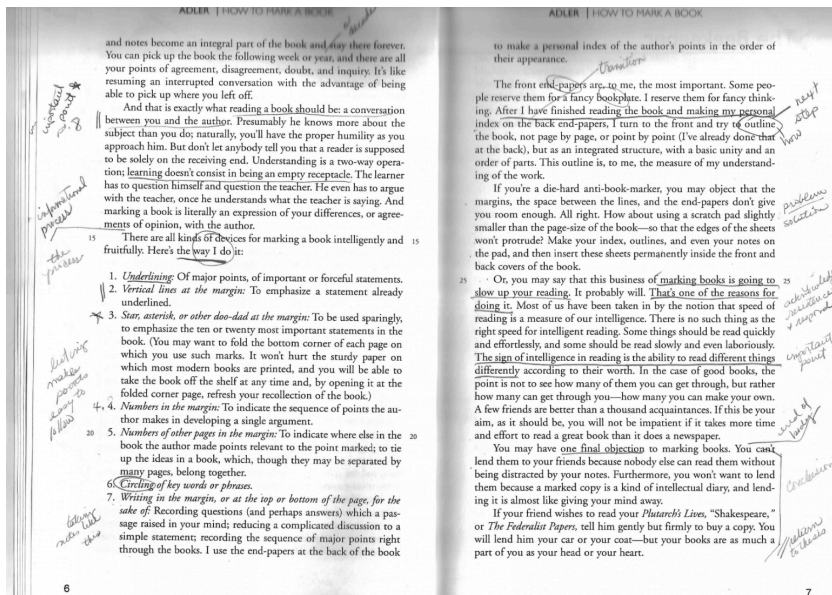 ADLER | HOW TO MARK A BOOK
and notes become an integral part of the book and stay there forever.
You can pick up the book the following week or year, and there are all
your points of agreement, disagreement, doubt, and inquiry. It's like
resuming an interrupted conversation with the advantage of being
able to pick up where you left off.
And that is exactly what reading a book should be: a conversation
between you and the author. Presumably he knows more about the
subject than you do; naturally, you'll have the proper humility as you
approach him. But don't let anybody tell you that a reader is supposed
to be solely on the receiving end. Understanding is a two-way opera-
tion; learning doesn't consist in being an empty receptacle. The learner
has to question himself and question the teacher. He even has to argue
with the teacher, once he understands what the teacher is saying. And
marking a book is literally an expression of your differences, or agree-
ments of opinion, with the author.
15 There are all kinds of devices for marking a book intelligently and 15
fruitfully. Here's the way I do it:
1. Underlining: Of major points, of important or forceful statements.
2. Vertical lines at the margin: To emphasize a statement already
underlined.
3. Star, asterisk, or other doo-dad at the margin: To be used sparingly,
to emphasize the ten or twenty most important statements in the
book. (You may want to fold the bottom corner of each page on
which you use such marks. It won't hurt the sturdy paper on
which most modern books are printed, and you will be able to
take the book off the shelf at any time and, by opening it at the
folded corner page, refresh your recollection of the book.)
4. 4. Numbers in the margin: To indicate the sequence of points the au-
thor makes in developing a single argument.
20 5. Numbers of other pages in the margin: To indicate where else in the 20
book the author made points relevant to the point marked; to tie
up the ideas in a book, which, though they may be separated by
many pages, belong together.
6. Circling of key words or phrases.
7. Writing in the margin, or at the top or bottom of the page, for the
sake of: Recording questions (and perhaps answers) which a pas-
sage raised in your mind; reducing a complicated discussion to a
simple statement; recording the sequence of major points right
through the books. I use the end-papers at the back of the book
important
point
informational
process
the
process
listing
makes
points
easy to
follow
taking
notes like
this
6
ADLER | HOW TO MARK A BOOK
to make a personal index of the author's points in the order of
their appearance.
transition
The front end-papers are, to me, the most important. Some peo-
ple reserve them for a fancy bookplate. I reserve them for fancy think-
ing. After I have finished reading the book and making my personal
index on the back end-papers, I turn to the front and try to outline
the book, not page by page, or point by point (I've already done that
at the back), but as an integrated structure, with a basic unity and an
order of parts. This outline is, to me, the measure of my understand-
ing of the work.
If you're a die-hard anti-book-marker, you may object that the
margins, the space between the lines, and the end-papers don't give
you room enough. All right. How about using a scratch pad slightly
smaller than the page-size of the book—so that the edges of the sheets
won't protrude? Make your index, outlines, and even your notes on
the pad, and then insert these sheets permanently inside the front and
back covers of the book.
25 Or, you may say that this business of marking books is going to 25
slow up your reading. It probably will. That's one of the reasons for
doing it. Most of us have been taken in by the notion that speed of
reading is a measure of our intelligence. There is no such thing as the
right speed for intelligent reading. Some things should be read quickly
and effortlessly, and some should be read slowly and even laboriously.
The sign of intelligence in reading is the ability to read different things
differently according to their worth. In the case of good books, the
point is not to see how many of them you can get through, but rather
how many can get through you—how many you can make your own.
A few friends are better than a thousand acquaintances. If this be your
aim, as it should be, you will not be impatient if it takes more time
and effort to read a great book than it does a newspaper.
You may have one final objection to marking books. You can't
lend them to your friends because nobody else can read them without
being distracted by your notes. Furthermore, you won't want to lend
them because a marked copy is a kind of intellectual diary, and lend-
ing it is almost like giving your mind away.
If your friend wishes to read your Plutarch's Lives, "Shakespeare,"
or The Federalist Papers, tell him gently but firmly to buy a copy. You
will lend him your car or your coat—but your books are as much a
part of you as your head or your heart.
next
step
how
problem
solution
important
point
end of
conclusion
return
to thesis
7